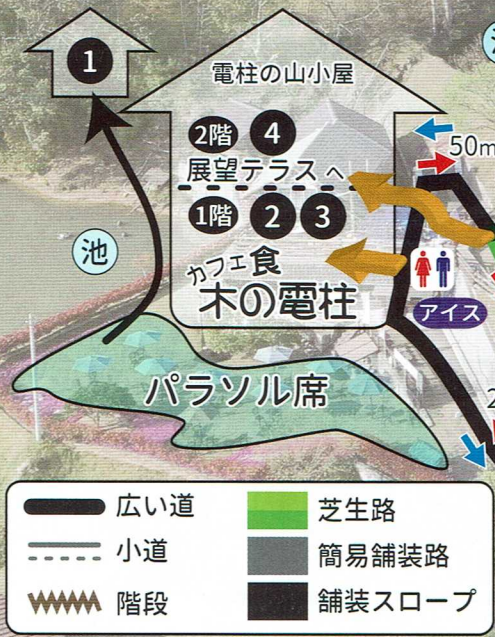 1
電柱の山小屋
2階 4
展望テラスへ
1階 2 3
カフェ食
木の電柱
池
50m
アイス
パラソル席
広い道
小道
階段
芝生路
簡易舗装路
舗装スロープ